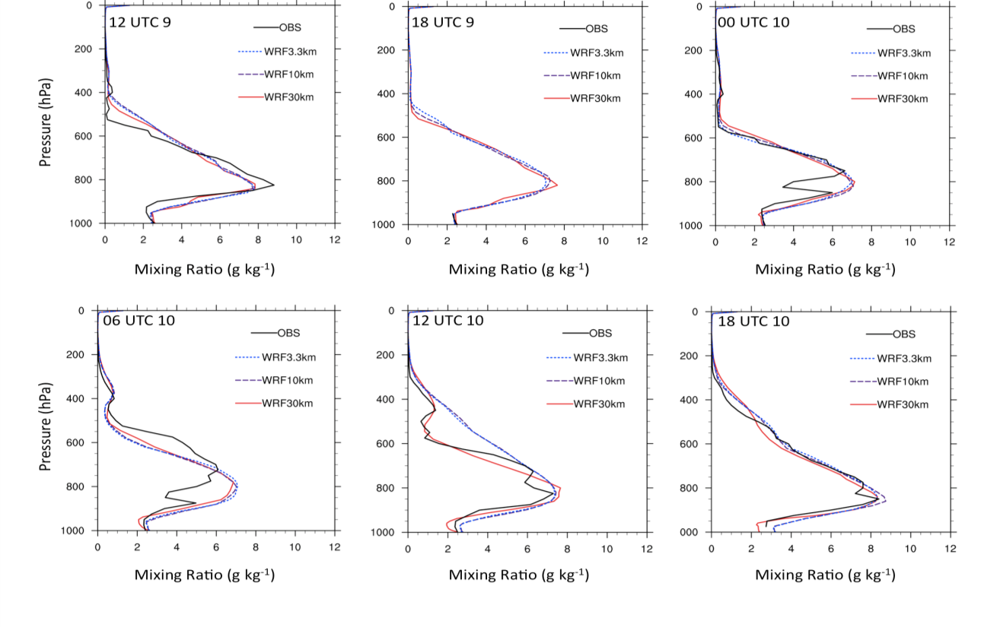 12 UTC 9
OBS
WRF3.3km
WRF10km
WRF30km
0
200
400
600
800
1000
Pressure (hPa)
0 2 4 6 8 10 12
Mixing Ratio (g kg-1)
18 UTC 9
OBS
WRF3.3km
WRF10km
WRF30km
0
200
400
600
800
1000
0 2 4 6 8 10 12
Mixing Ratio (g kg-1)
00 UTC 10
OBS
WRF3.3km
WRF10km
WRF30km
0
200
400
600
800
1000
0 2 4 6 8 10 12
Mixing Ratio (g kg-1)
06 UTC 10
OBS
WRF3.3km
WRF10km
WRF30km
0
200
400
600
800
1000
Pressure (hPa)
0 2 4 6 8 10 12
Mixing Ratio (g kg-1)
12 UTC 10
OBS
WRF3.3km
WRF10km
WRF30km
0
200
400
600
800
1000
0 2 4 6 8 10 12
Mixing Ratio (g kg-1)
18 UTC 10
OBS
WRF3.3km
WRF10km
WRF30km
0
200
400
600
800
000
0 2 4 6 8 10 12
Mixing Ratio (g kg-1)